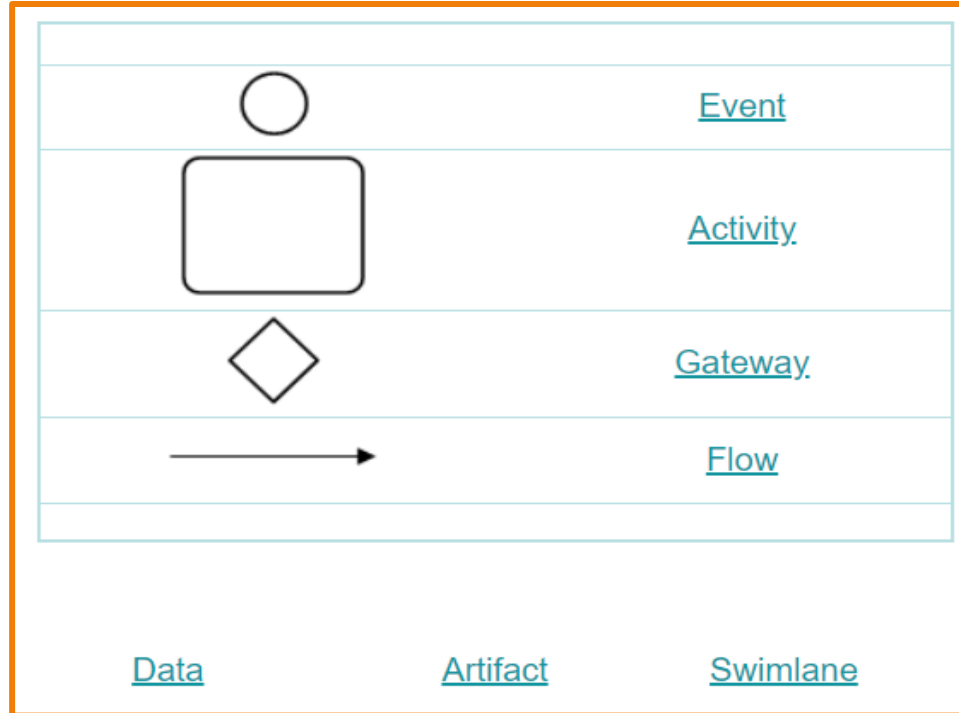 Event
Activity
Gateway
Flow
Data Artifact Swimlane